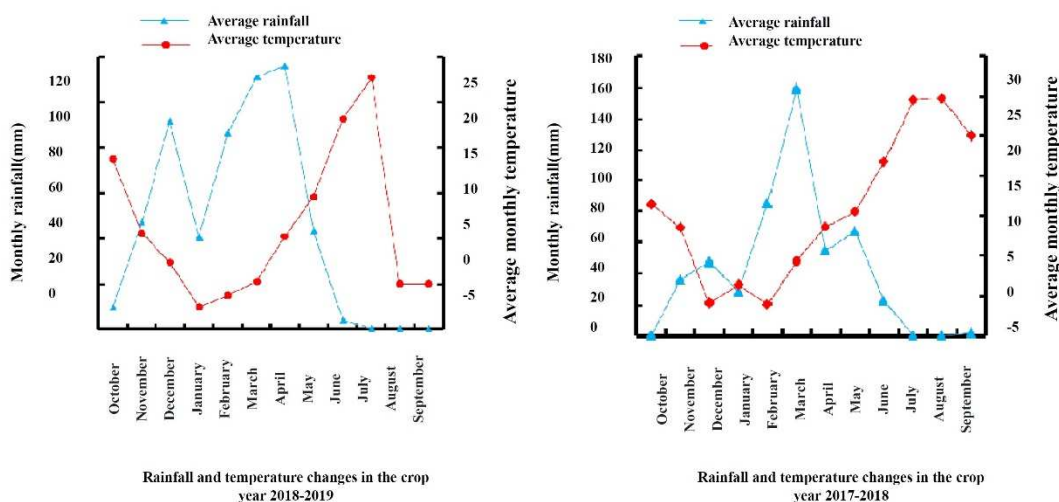 Average rainfall
Average temperature
Monthly rainfall(mm)
120
100
80
60
40
20
0
25
20
15
10
5
0
-5
Average monthly temperature
October
November
December
January
February
March
April
May
June
July
August
September
Rainfall and temperature changes in the crop
year 2018-2019
Average rainfall
Average temperature
Monthly rainfall(mm)
180
160
140
120
100
80
60
40
20
0
30
25
20
15
10
5
0
-5
Average monthly temperature
October
November
December
January
February
March
April
May
June
July
August
September
Rainfall and temperature changes in the crop
year 2017-2018